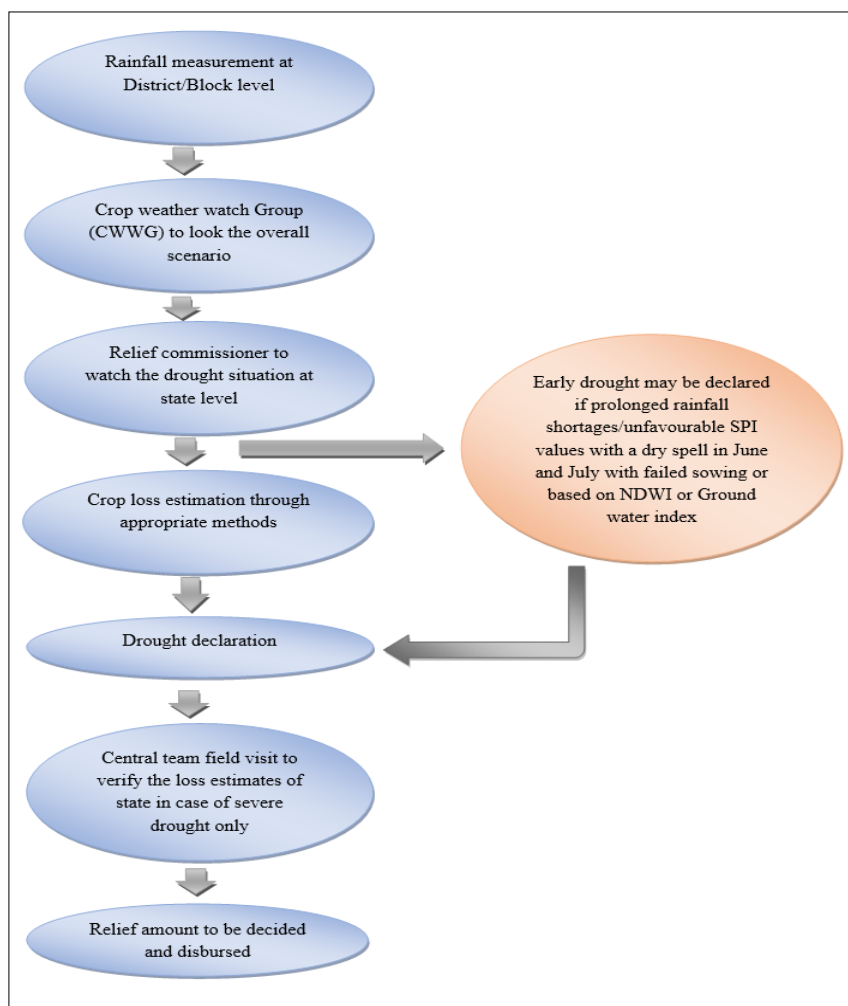 Rainfall measurement at
District/Block level
Crop weather watch Group
(CWWG) to look the overall
scenario
Relief commissioner to
watch the drought situation at
state level
Early drought may be declared
if prolonged rainfall
shortages/unfavourable SPI
values with a dry spell in June
and July with failed sowing or
based on NDWI or Ground
water index
Crop loss estimation through
appropriate methods
Drought declaration
Central team field visit to
verify the loss estimates of
state in case of severe
drought only
Relief amount to be decided
and disbursed